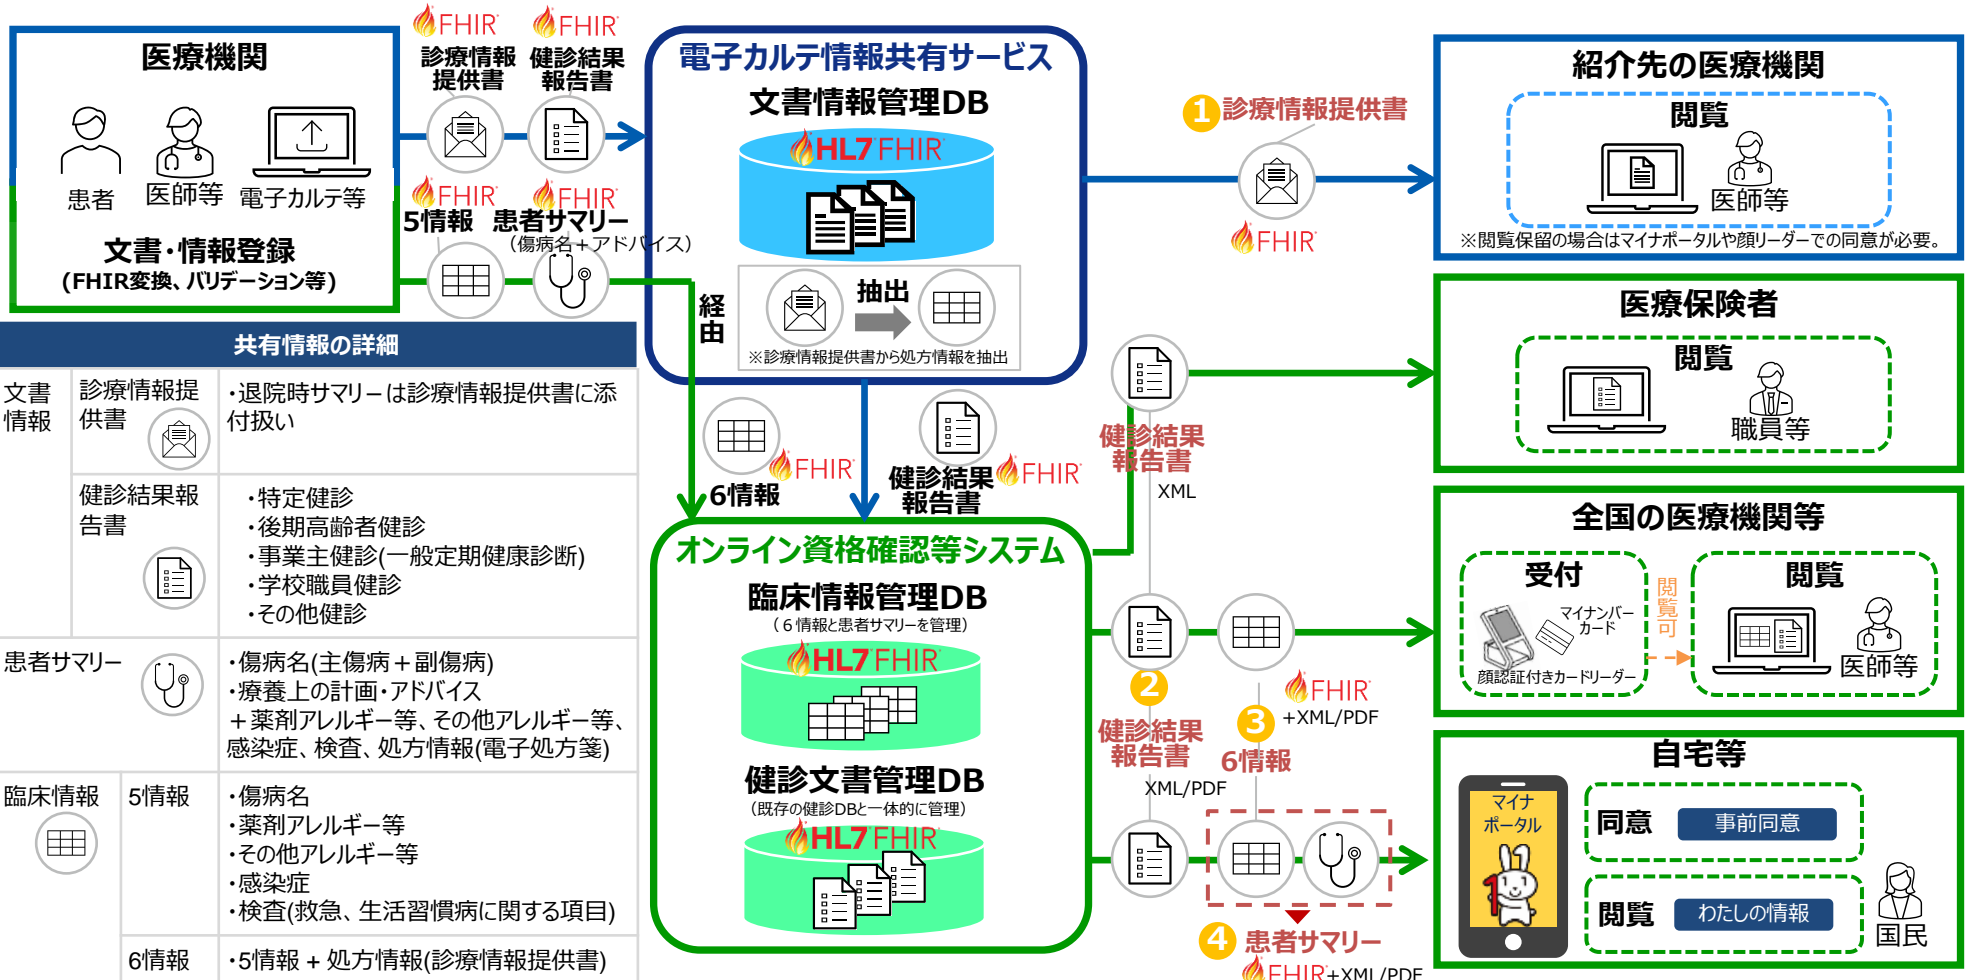 医療機関
患者
医師等
電子カルテ等
文書・情報登録
(FHIR変換、バリデーション等)
FHIR
診療情報
提供書
FHIR
健診結果
報告書
FHIR
5情報
FHIR
患者サマリー
（傷病名＋アドバイス）
電子カルテ情報共有サービス
文書情報管理DB
HL7 FHIR
抽出
※診療情報提供書から処方情報を抽出
経由
1 診療情報提供書
FHIR
紹介先の医療機関
閲覧
医師等
※閲覧保留の場合はマイナポータルや顔リーダーでの同意が必要。
医療保険者
閲覧
職員等
健診結果
報告書
XML
6情報
FHIR
健診結果
報告書
FHIR
オンライン資格確認等システム
臨床情報管理DB
（６情報と患者サマリーを管理）
HL7 FHIR
健診文書管理DB
（既存の健診DBと一体的に管理）
HL7 FHIR
2
健診結果
報告書
XML/PDF
FHIR
+XML/PDF
3
6情報
4 患者サマリー
FHIR+XML/PDF
全国の医療機関等
受付
マイナンバー
カード
顔認証付きカードリーダー
閲覧可
閲覧
医師等
自宅等
マイナ
ポータル
同意
事前同意
閲覧
わたしの情報
国民
共有情報の詳細
文書
情報
診療情報提
供書
・退院時サマリーは診療情報提供書に添
付扱い
健診結果報
告書
・特定健診
・後期高齢者健診
・事業主健診(一般定期健康診断)
・学校職員健診
・その他健診
患者サマリー
・傷病名(主傷病＋副傷病)
・療養上の計画・アドバイス
＋薬剤アレルギー等、その他アレルギー等、
感染症、検査、処方情報(電子処方箋)
臨床情報
5情報
・傷病名
・薬剤アレルギー等
・その他アレルギー等
・感染症
・検査(救急、生活習慣病に関する項目)
6情報
・5情報 + 処方情報(診療情報提供書)